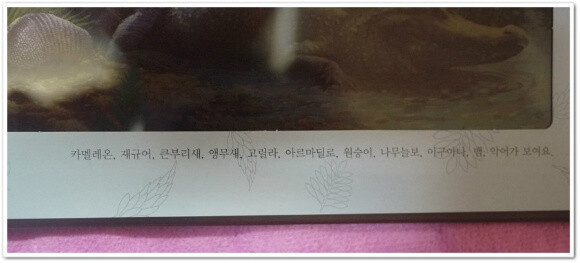 카멜레온, 재규어, 큰부리새, 앵무새, 고릴라, 아르마딜로, 원숭이, 나무늘보, 이구아나, 뱀, 악어가 보여요.